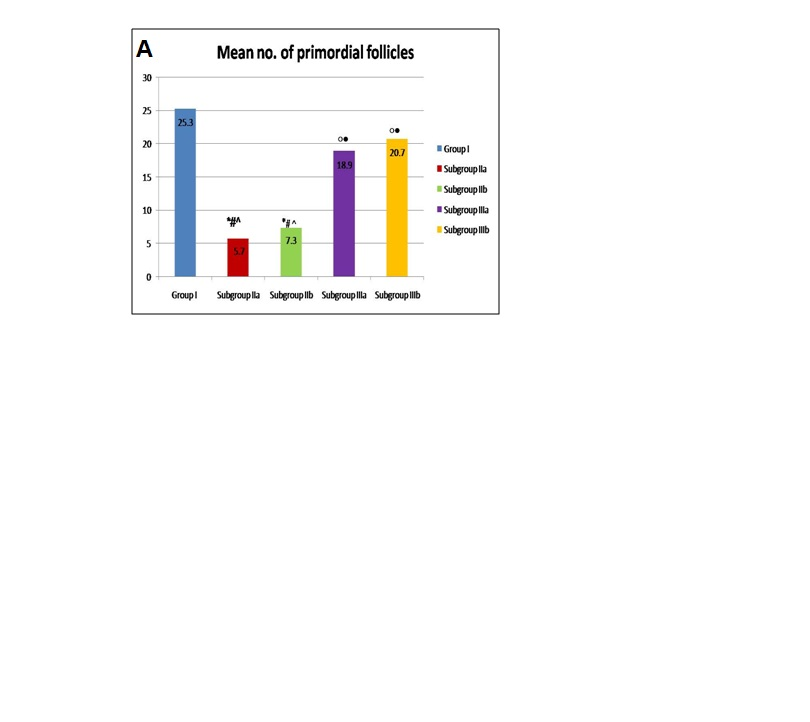 A
Mean no. of primordial follicles
30
25
20
15
10
5
0
25.3
*#^
5.7
*#^
7.3
○●
18.9
○●
20.7
Group I
Subgroup IIa
Subgroup IIb
Subgroup IIIa
Subgroup IIIb
Group I Subgroup IIa Subgroup IIb Subgroup IIIa Subgroup IIIb